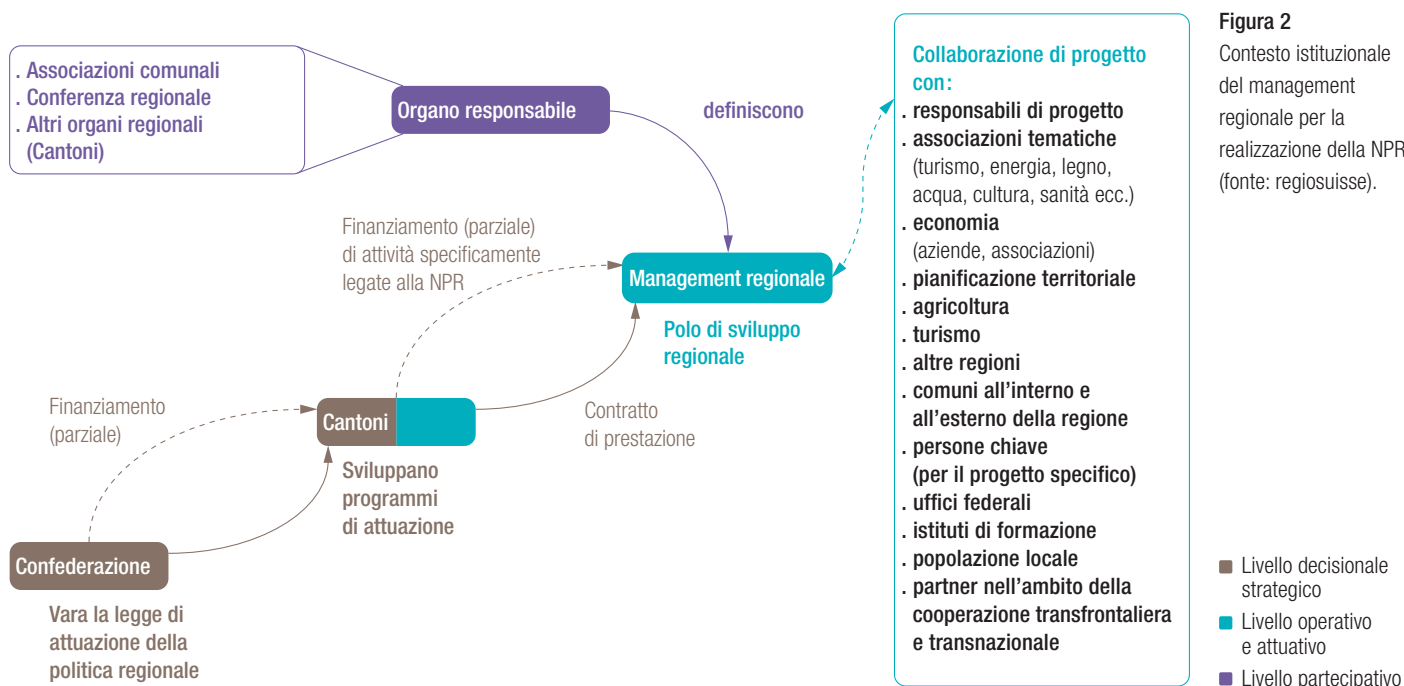 . Associazioni comunali
. Conferenza regionale
. Altri organi regionali
(Cantoni)
Organo responsabile
definiscono
Finanziamento (parziale)
di attività specificamente
legate alla NPR
Management regionale
Polo di sviluppo
regionale
Finanziamento
(parziale)
Cantoni
Contratto
di prestazione
Sviluppano
programmi
di attuazione
Confederazione
Vara la legge di
attuazione della
politica regionale
Collaborazione di progetto
con:
. responsabili di progetto
. associazioni tematiche
(turismo, energia, legno,
acqua, cultura, sanità ecc.)
. economia
(aziende, associazioni)
. pianificazione territoriale
. agricoltura
. turismo
. altre regioni
. comuni all'interno e
all'esterno della regione
. persone chiave
(per il progetto specifico)
. uffici federali
. istituti di formazione
. popolazione locale
. partner nell'ambito della
cooperazione transfrontaliera
e transnazionale
Figura 2
Contesto istituzionale
del management
regionale per la
realizzazione della NPR
(fonte: regiosuisse).
Livello decisionale
strategico
Livello operativo
e attuativo
Livello partecipativo